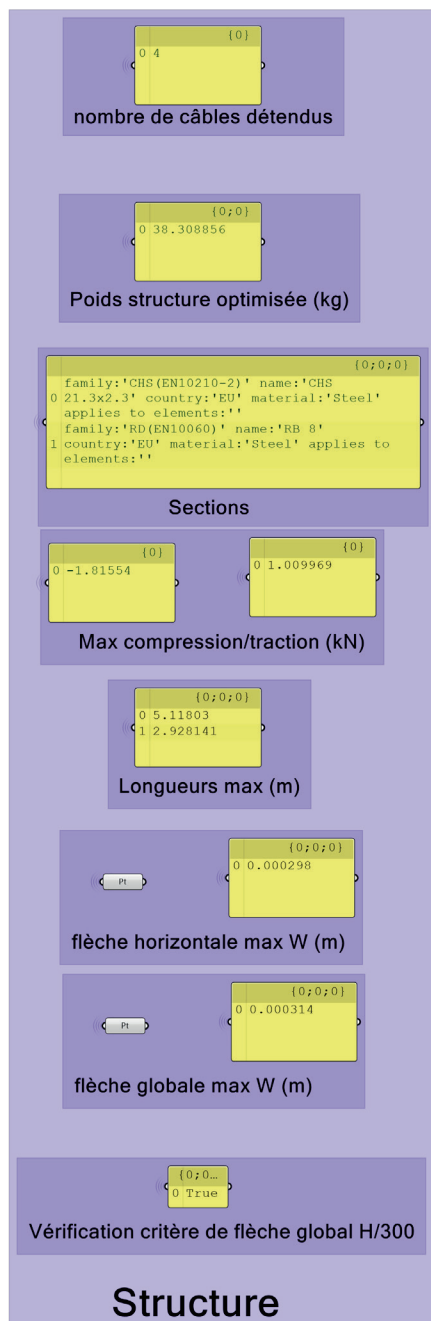 {0}
0 4
nombre de câbles détendus
{0;0}
0 38.308856
Poids structure optimisée (kg)
{0;0;0}
family:'CHS(EN10210-2)' name:'CHS
0 21.3x2.3' country:'EU' material:'Steel'
applies to elements:''
family:'RD(EN10060)' name:'RB 8'
1 country:'EU' material:'Steel' applies to
elements:''
Sections
{0}
0 -1.81554
{0}
0 1.009969
Max compression/traction (kN)
{0;0;0}
0 5.11803
1 2.928141
Longueurs max (m)
Pt
{0;0;0}
0 0.000298
flèche horizontale max W (m)
Pt
{0;0;0}
0 0.000314
flèche globale max W (m)
{0;0…
0 True
Vérification critère de flèche global H/300
Structure